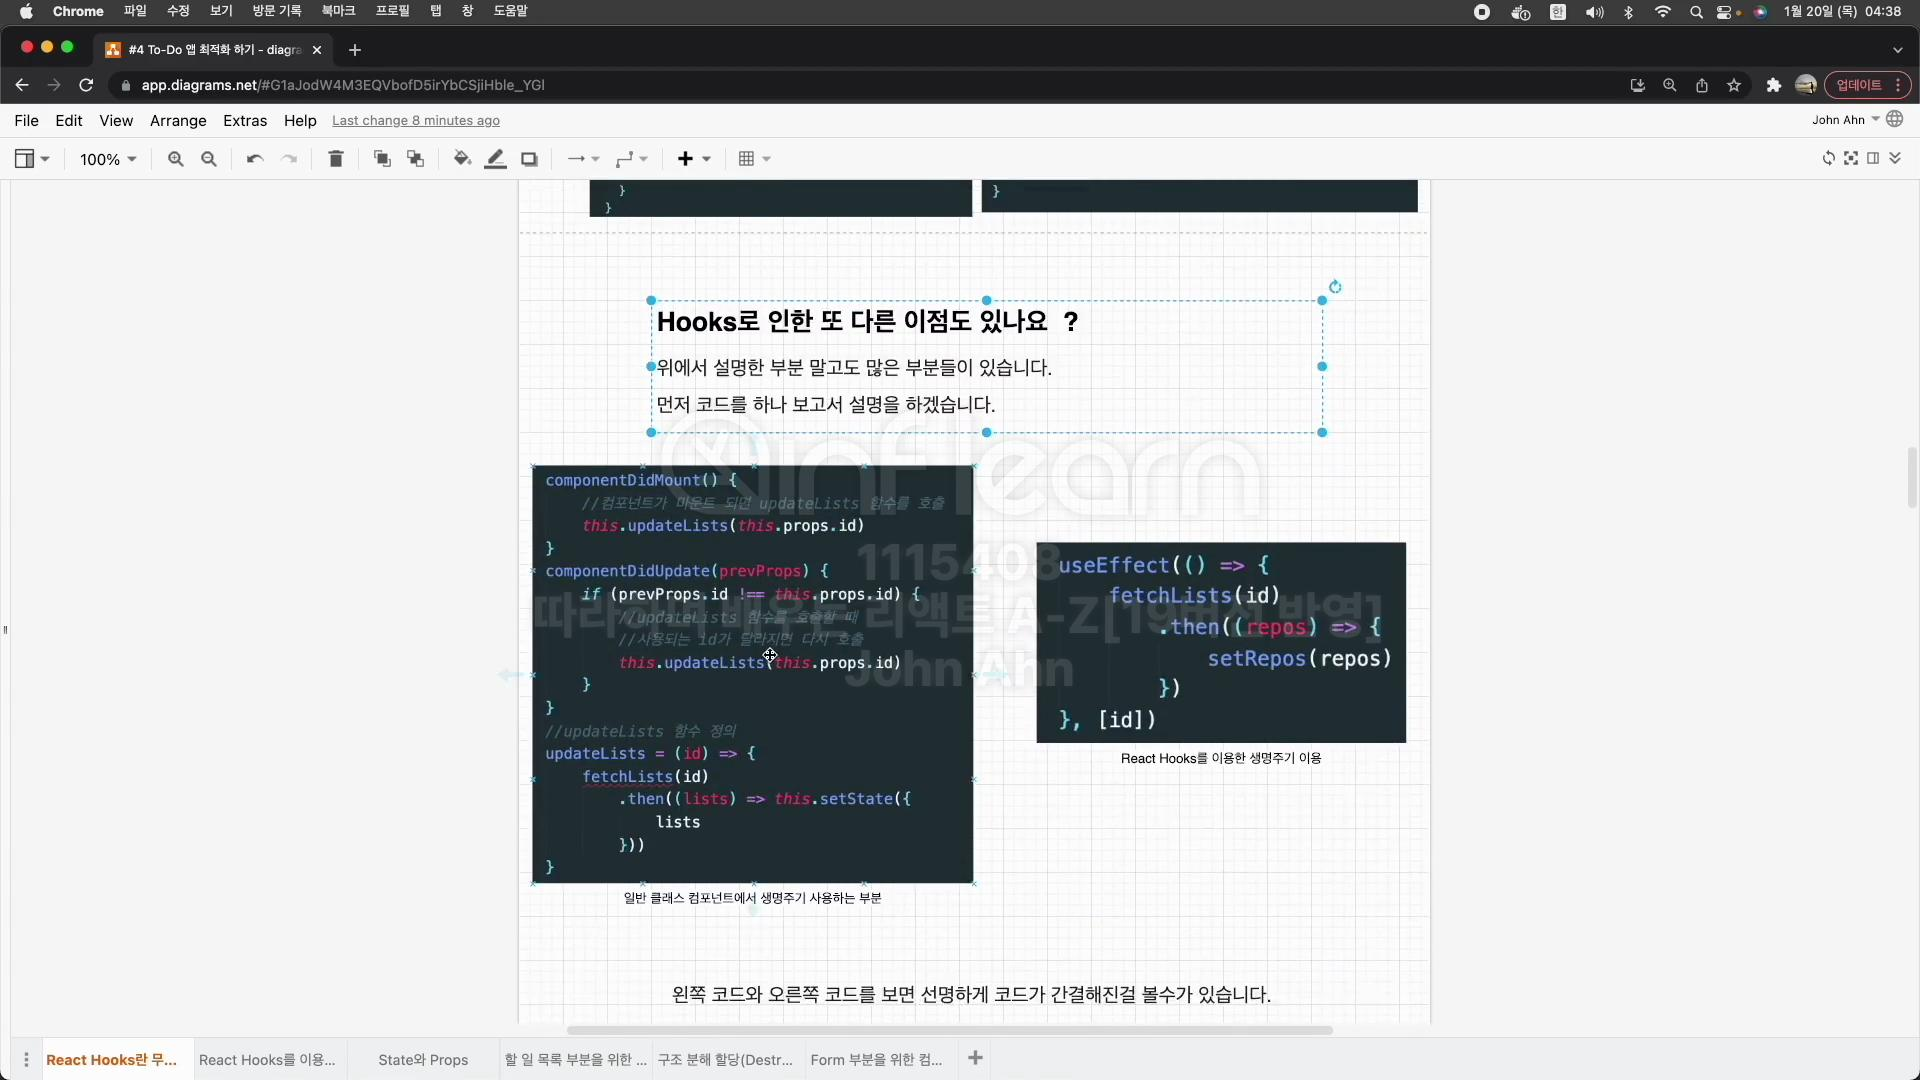 Chrome 파일 수정 보기 방문 기록 북마크 프로필 탭 창 도움말
한
1월 20일 (목) 04:38
#4 To-Do 앱 최적화 하기 - diagra
app.diagrams.net/#G1aJodW4M3EQVbofD5irYbCSjiHble_YGl
업데이트
File Edit View Arrange Extras Help Last change 8 minutes ago
John Ahn
100%
}
}
}
Hooks로 인한 또 다른 이점도 있나요 ?
위에서 설명한 부분 말고도 많은 부분들이 있습니다.
먼저 코드를 하나 보고서 설명을 하겠습니다.
inflearn
1115408
따라하며 배우는 리액트 A-Z[19버전 반영]
John Ahn
componentDidMount() {
//컴포넌트가 마운트 되면 updateLists 함수를 호출
this.updateLists(this.props.id)
}
componentDidUpdate(prevProps) {
if (prevProps.id !== this.props.id) {
//updateLists 함수를 호출할 때
//사용되는 id가 달라지면 다시 호출
this.updateLists(this.props.id)
}
}
//updateLists 함수 정의
updateLists = (id) => {
fetchLists(id)
.then((lists) => this.setState({
lists
}))
}
일반 클래스 컴포넌트에서 생명주기 사용하는 부분
useEffect(() => {
fetchLists(id)
.then((repos) => {
setRepos(repos)
})
}, [id])
React Hooks를 이용한 생명주기 이용
왼쪽 코드와 오른쪽 코드를 보면 선명하게 코드가 간결해진걸 볼수가 있습니다.
React Hooks란 무... React Hooks를 이용... State와 Props 할 일 목록 부분을 위한 ... 구조 분해 할당(Destr... Form 부분을 위한 컴...